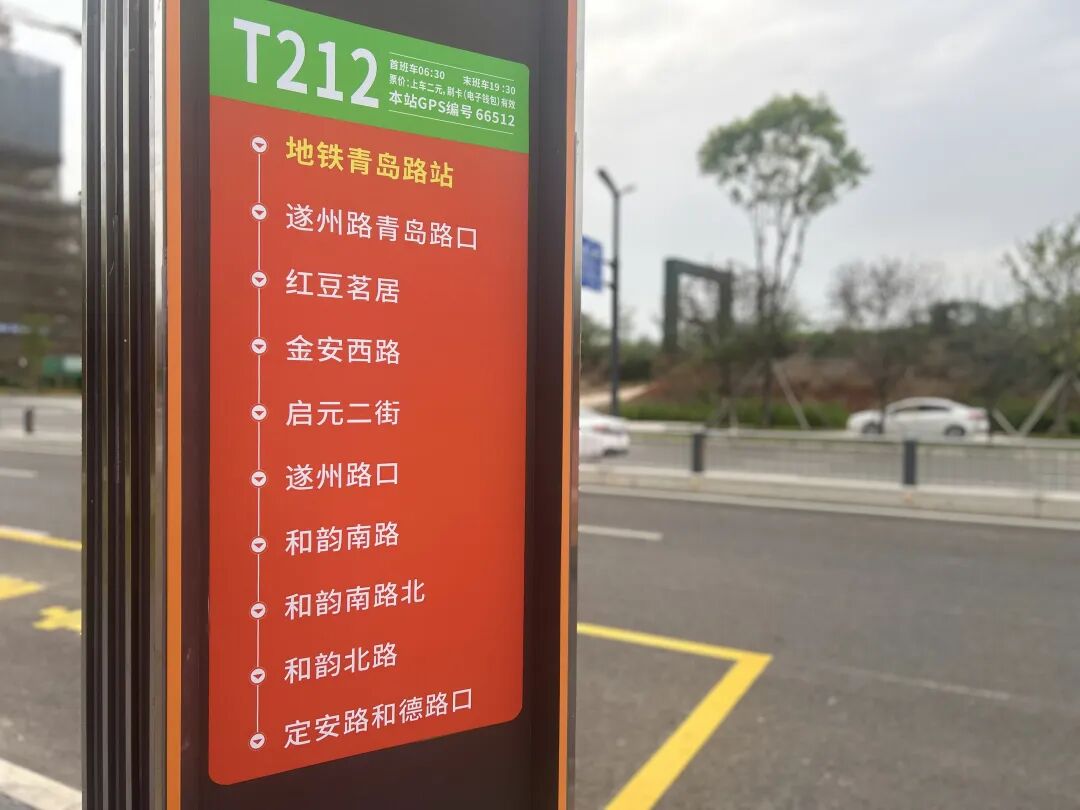 T212
首班车06:30 末班车19:30
票价:上车二元,刷卡(电子钱包)有效
本站GPS编号 66512
地铁青岛路站
遂州路青岛路口
红豆茗居
金安西路
启元二街
遂州路口
和韵南路
和韵南路北
和韵北路
定安路和德路口